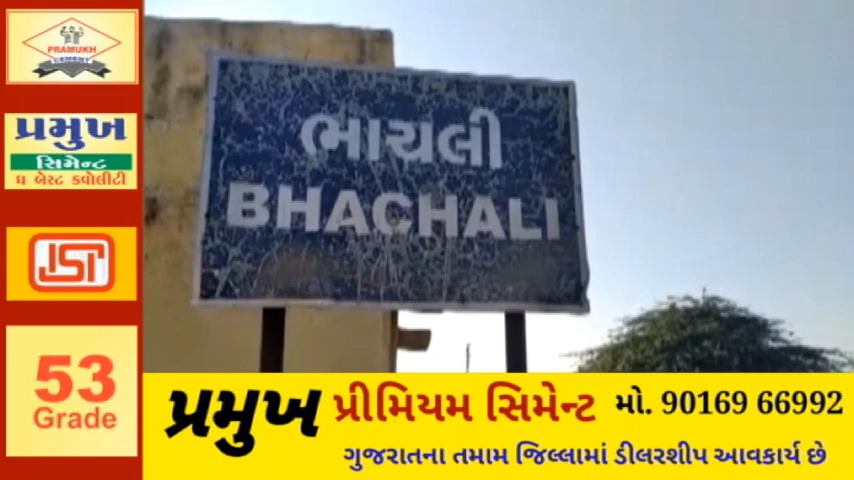 PRAMUKH
CEMENT
પ્રમુખ
સિમેન્ટ
ધ બેસ્ટ ક્વોલીટી
ISI
53
Grade
ભાચલી
BHACHALI
પ્રમુખ પ્રીમિયમ સિમેન્ટ મો. 90169 66992
ગુજરાતના તમામ જિલ્લામાં ડીલરશીપ આવકાર્ય છે